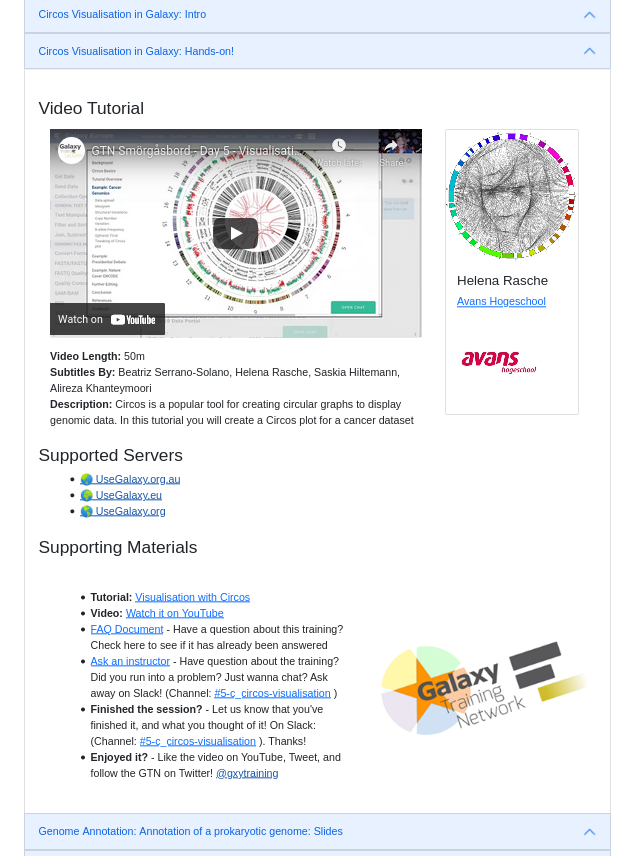 Circos Visualisation in Galaxy: Intro
Circos Visualisation in Galaxy: Hands-on!
Video Tutorial
GTN Smörgåsbord - Day 5 - Visualisati...
Watch later
Share
Watch on YouTube
Video Length: 50m
Subtitles By: Beatriz Serrano-Solano, Helena Rasche, Saskia Hiltemann,
Alireza Khanteymoori
Description: Circos is a popular tool for creating circular graphs to display
genomic data. In this tutorial you will create a Circos plot for a cancer dataset
Helena Rasche
Avans Hogeschool
avans
hogeschool
Supported Servers
UseGalaxy.org.au
UseGalaxy.eu
UseGalaxy.org
Supporting Materials
Tutorial: Visualisation with Circos
Video: Watch it on YouTube
FAQ Document - Have a question about this training?
Check here to see if it has already been answered
Ask an instructor - Have question about the training?
Did you run into a problem? Just wanna chat? Ask
away on Slack! (Channel: #5-ç_circos-visualisation )
Finished the session? - Let us know that you've
finished it, and what you thought of it! On Slack:
(Channel: #5-ç_circos-visualisation ). Thanks!
Enjoyed it? - Like the video on YouTube, Tweet, and
follow the GTN on Twitter! @gxytraining
Galaxy
Training
Network
Genome Annotation: Annotation of a prokaryotic genome: Slides